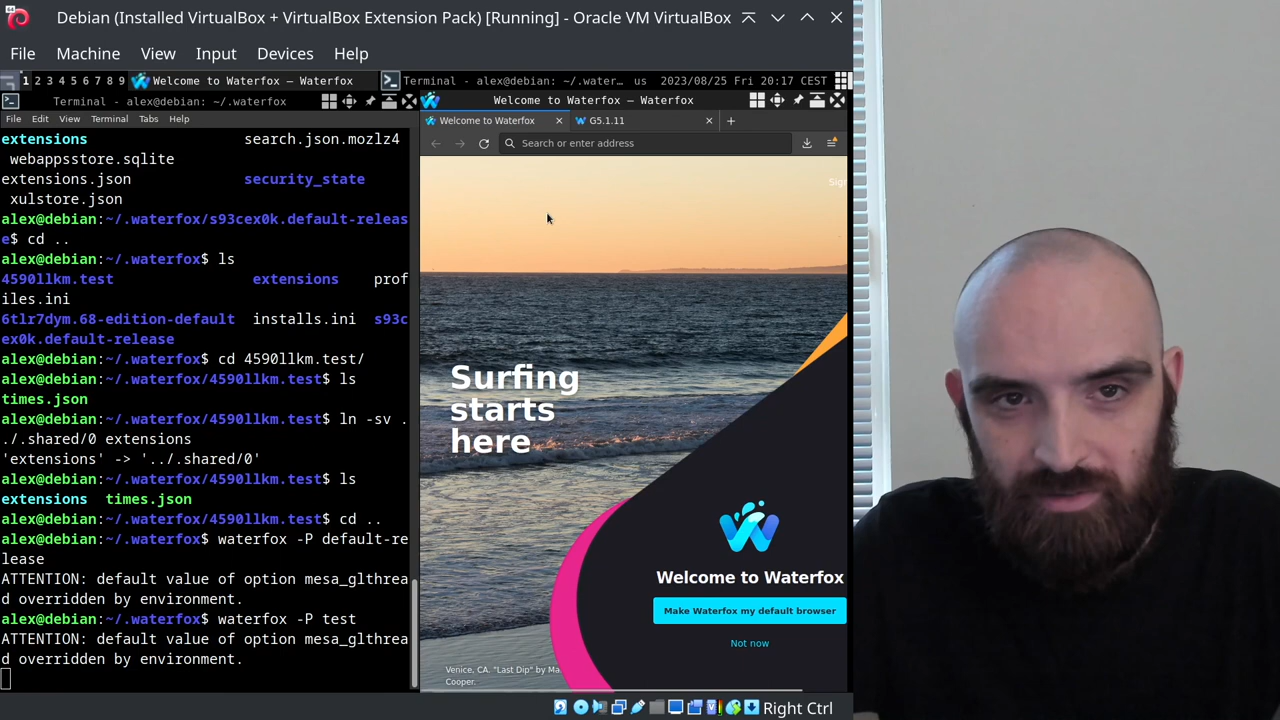 Debian (Installed VirtualBox + VirtualBox Extension Pack) [Running] - Oracle VM VirtualBox
File Machine View Input Devices Help
1 2 3 4 5 6 7 8 9 Welcome to Waterfox — Waterfox Terminal - alex@debian: ~/.water... us 2023/08/25 Fri 20:17 CEST
Terminal - alex@debian: ~/.waterfox
File Edit View Terminal Tabs Help
extensions search.json.mozlz4
webappsstore.sqlite
extensions.json security_state
xulstore.json
alex@debian:~/.waterfox/s93cex0k.default-releas
e$ cd ..
alex@debian:~/.waterfox$ ls
4590llkm.test extensions prof
iles.ini
6tlr7dym.68-edition-default installs.ini s93c
ex0k.default-release
alex@debian:~/.waterfox$ cd 4590llkm.test/
alex@debian:~/.waterfox/4590llkm.test$ ls
times.json
alex@debian:~/.waterfox/4590llkm.test$ ln -sv .
./.shared/0 extensions
'extensions' -> '../.shared/0'
alex@debian:~/.waterfox/4590llkm.test$ ls
extensions times.json
alex@debian:~/.waterfox/4590llkm.test$ cd ..
alex@debian:~/.waterfox$ waterfox -P default-re
lease
ATTENTION: default value of option mesa_glthrea
d overridden by environment.
alex@debian:~/.waterfox$ waterfox -P test
ATTENTION: default value of option mesa_glthrea
d overridden by environment.
Welcome to Waterfox — Waterfox
Welcome to Waterfox G5.1.11
Search or enter address
Surfing
starts
here
Welcome to Waterfox
Make Waterfox my default browser
Not now
Venice, CA. "Last Dip" by Ma
Cooper.
Right Ctrl